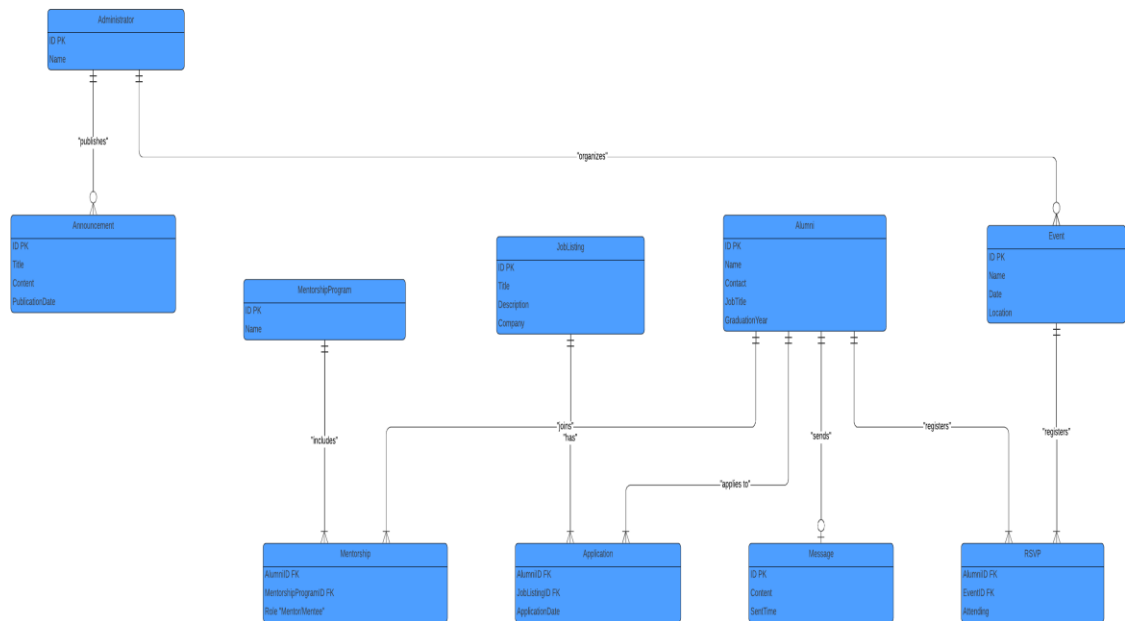 Administrator
ID PK
Name
"publishes"
"organizes"
Announcement
ID PK
Title
Content
PublicationDate
MentorshipProgram
ID PK
Name
JobListing
ID PK
Title
Description
Company
Alumni
ID PK
Name
Contact
JobTitle
GraduationYear
Event
ID PK
Name
Date
Location
"includes"
"joins"
"has"
"applies to"
"sends"
"registers"
"registers"
Mentorship
AlumniID FK
MentorshipProgramID FK
Role "Mentor/Mentee"
Application
AlumniID FK
JobListingID FK
ApplicationDate
Message
ID PK
Content
SentTime
RSVP
AlumniID FK
EventID FK
Attending